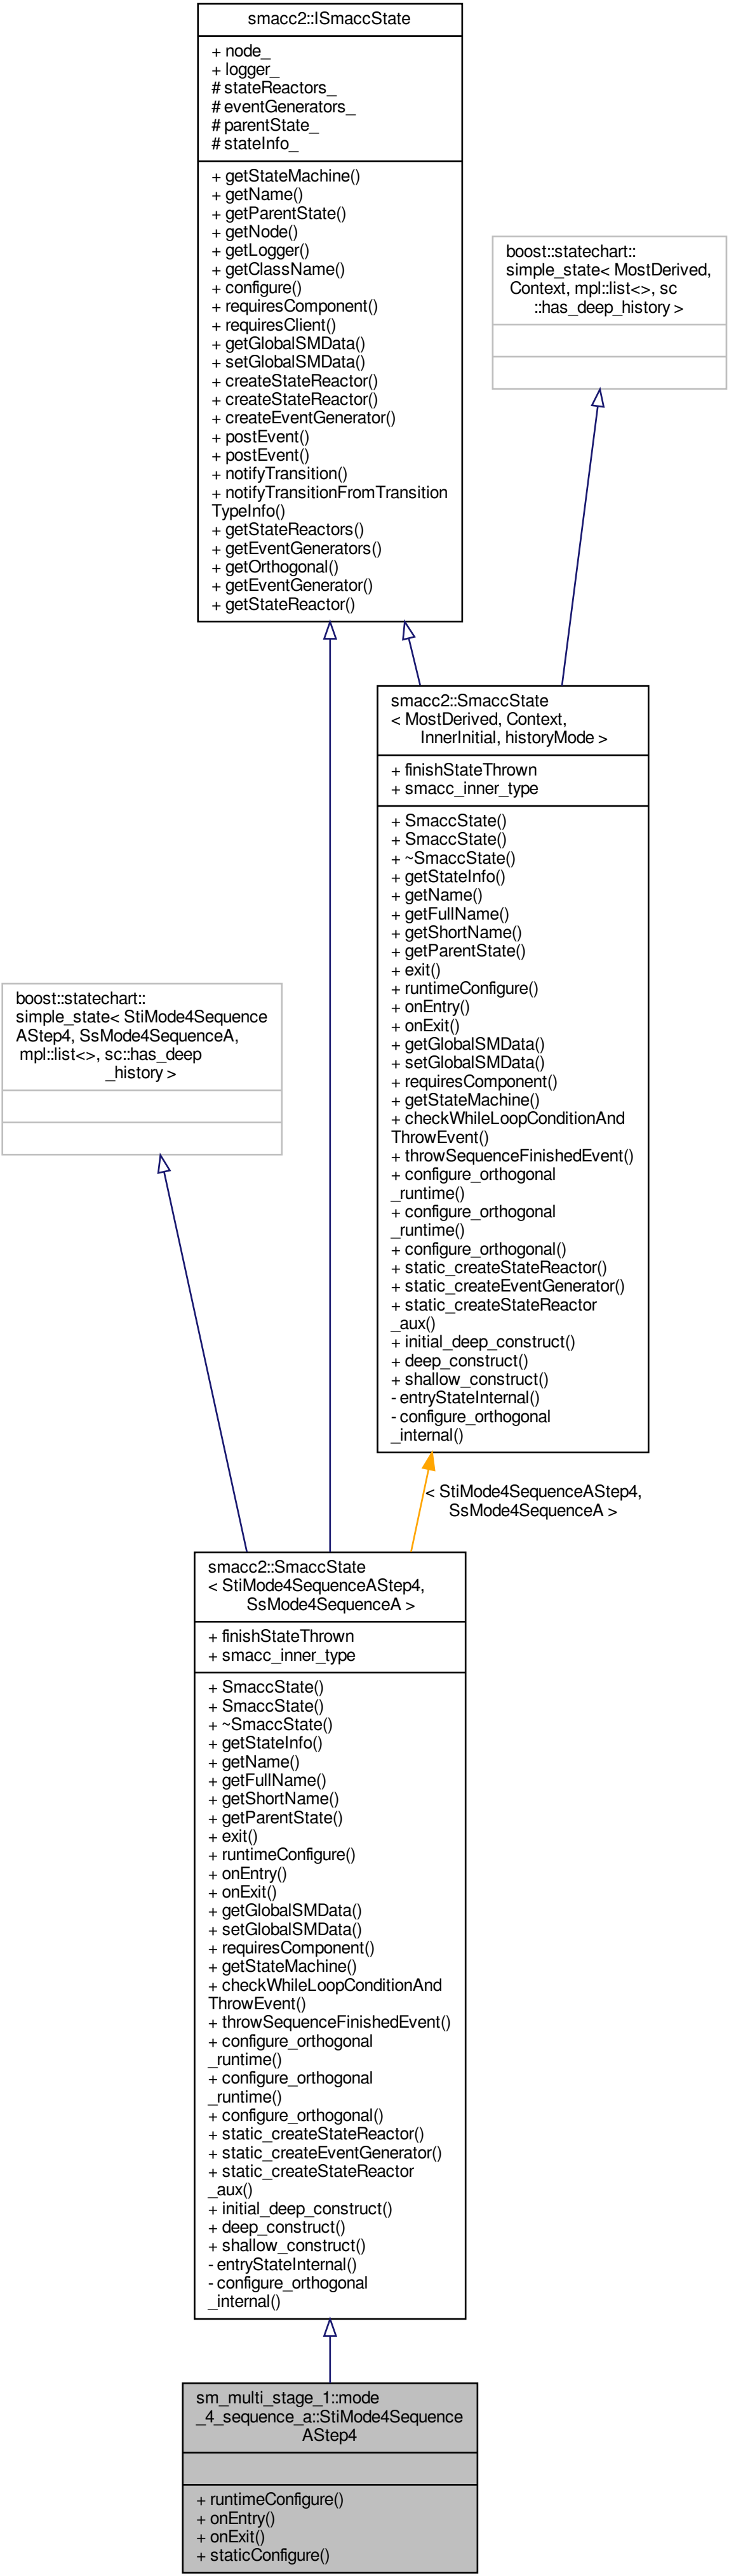 smacc2::ISmaccState
+ node_
+ logger_
# stateReactors_
# eventGenerators_
# parentState_
# stateInfo_
+ getStateMachine()
+ getName()
+ getParentState()
+ getNode()
+ getLogger()
+ getClassName()
+ configure()
+ requiresComponent()
+ requiresClient()
+ getGlobalSMData()
+ setGlobalSMData()
+ createStateReactor()
+ createStateReactor()
+ createEventGenerator()
+ postEvent()
+ postEvent()
+ notifyTransition()
+ notifyTransitionFromTransition
TypeInfo()
+ getStateReactors()
+ getEventGenerators()
+ getOrthogonal()
+ getEventGenerator()
+ getStateReactor()
boost::statechart::
simple_state< MostDerived,
Context, mpl::list<>, sc
::has_deep_history >
smacc2::SmaccState
< MostDerived, Context,
InnerInitial, historyMode >
+ finishStateThrown
+ smacc_inner_type
+ SmaccState()
+ SmaccState()
+ ~SmaccState()
+ getStateInfo()
+ getName()
+ getFullName()
+ getShortName()
+ getParentState()
+ exit()
+ runtimeConfigure()
+ onEntry()
+ onExit()
+ getGlobalSMData()
+ setGlobalSMData()
+ requiresComponent()
+ getStateMachine()
+ checkWhileLoopConditionAnd
ThrowEvent()
+ throwSequenceFinishedEvent()
+ configure_orthogonal
_runtime()
+ configure_orthogonal
_runtime()
+ configure_orthogonal()
+ static_createStateReactor()
+ static_createEventGenerator()
+ static_createStateReactor
_aux()
+ initial_deep_construct()
+ deep_construct()
+ shallow_construct()
- entryStateInternal()
- configure_orthogonal
_internal()
boost::statechart::
simple_state< StiMode4Sequence
AStep4, SsMode4SequenceA,
mpl::list<>, sc::has_deep
_history >
< StiMode4SequenceAStep4,
SsMode4SequenceA >
smacc2::SmaccState
< StiMode4SequenceAStep4,
SsMode4SequenceA >
+ finishStateThrown
+ smacc_inner_type
+ SmaccState()
+ SmaccState()
+ ~SmaccState()
+ getStateInfo()
+ getName()
+ getFullName()
+ getShortName()
+ getParentState()
+ exit()
+ runtimeConfigure()
+ onEntry()
+ onExit()
+ getGlobalSMData()
+ setGlobalSMData()
+ requiresComponent()
+ getStateMachine()
+ checkWhileLoopConditionAnd
ThrowEvent()
+ throwSequenceFinishedEvent()
+ configure_orthogonal
_runtime()
+ configure_orthogonal
_runtime()
+ configure_orthogonal()
+ static_createStateReactor()
+ static_createEventGenerator()
+ static_createStateReactor
_aux()
+ initial_deep_construct()
+ deep_construct()
+ shallow_construct()
- entryStateInternal()
- configure_orthogonal
_internal()
sm_multi_stage_1::mode
_4_sequence_a::StiMode4Sequence
AStep4
+ runtimeConfigure()
+ onEntry()
+ onExit()
+ staticConfigure()